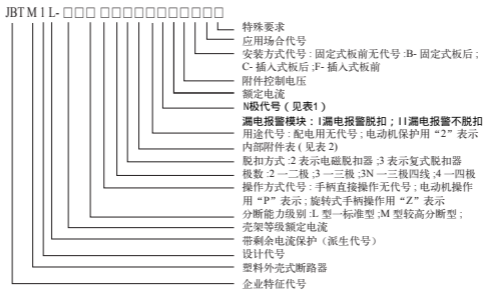 JBT M 1 L-□□□ □□□□□□□□□□□
特殊要求
应用场合代号
安装方式代号：固定式板前无代号:B- 固定式板后；
C- 插入式板后;F- 插入式板前
附件控制电压
额定电流
N极代号（见表1）
漏电报警模块：I漏电报警脱扣；II漏电报警不脱扣
用途代号：配电用无代号；电动机保护用“2”表示
内部附件表 ( 见表 2)
脱扣方式 :2 表示电磁脱扣器 ;3 表示复式脱扣器
极数 :2 一二极 ;3 一三极 ;3N 一三极四线 ;4 一四极
操作方式代号：手柄直接操作无代号；电动机操作
用“P”表示；旋转式手柄操作用“Z”表示
分断能力级别 :L 型一标准型 ;M 型较高分断型；
壳架等级额定电流
带剩余电流保护（派生代号）
设计代号
塑料外壳式断路器
企业特征代号